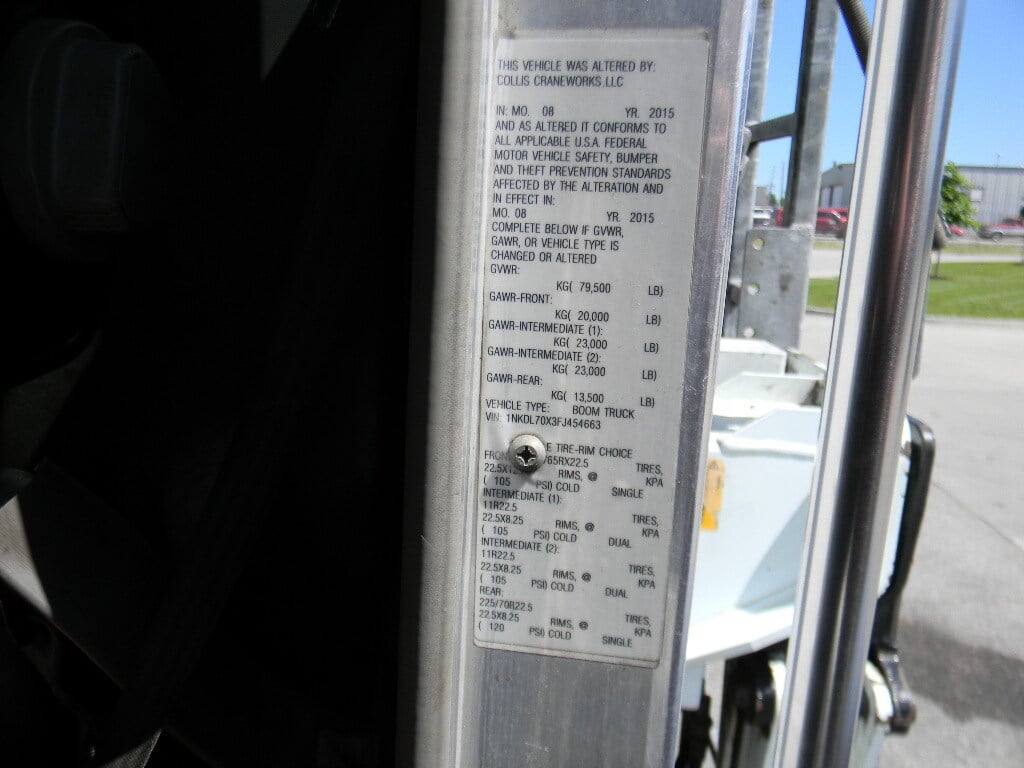 THIS VEHICLE WAS ALTERED BY:
COLLIS CRANEWORKS,LLC
IN: MO. 08 YR. 2015
AND AS ALTERED IT CONFORMS TO
ALL APPLICABLE U.S.A. FEDERAL
MOTOR VEHICLE SAFETY, BUMPER
AND THEFT PREVENTION STANDARDS
AFFECTED BY THE ALTERATION AND
IN EFFECT IN:
MO. 08 YR. 2015
COMPLETE BELOW IF GVWR,
GAWR, OR VEHICLE TYPE IS
CHANGED OR ALTERED
GVWR:
KG( 79,500 LB)
GAWR-FRONT:
KG( 20,000 LB)
GAWR-INTERMEDIATE (1):
KG( 23,000 LB)
GAWR-INTERMEDIATE (2):
KG( 23,000 LB)
GAWR-REAR:
KG( 13,500 LB)
VEHICLE TYPE: BOOM TRUCK
VIN: 1NKDL70X3FJ454663
TIRE-RIM CHOICE
/65RX22.5 TIRES,
RIMS, @ KPA
( 105 PSI) COLD SINGLE
INTERMEDIATE (1):
11R22.5 TIRES,
22.5X8.25 RIMS, @ KPA
( 105 PSI) COLD DUAL
INTERMEDIATE (2):
11R22.5 TIRES,
22.5X8.25 RIMS, @ KPA
( 105 PSI) COLD DUAL
REAR:
225/70R22.5 TIRES,
22.5X8.25 RIMS, @ KPA
( 120 PSI) COLD SINGLE